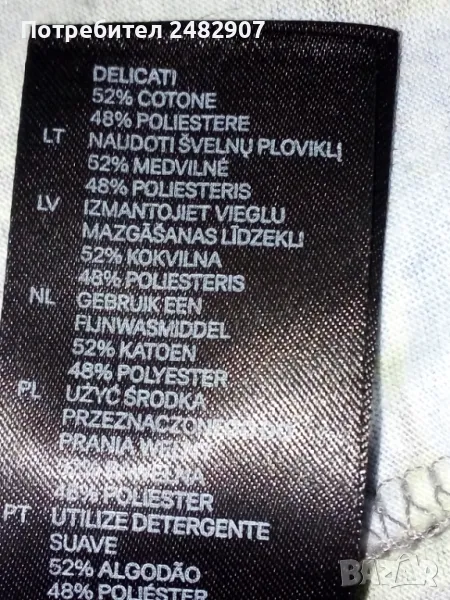 Потребител 2482907
DELICATI
52% COTONE
48% POLIESTERE
LT NAUDOTI ŠVELNŲ PLOVIKLĮ
52% MEDVILNĖ
48% POLIESTERIS
LV IZMANTOJIET VIEGLU
MAZGĀŠANAS LĪDZEKLI
52% KOKVILNA
48% POLIESTERIS
NL GEBRUIK EEN
FIJNWASMIDDEL
52% KATOEN
48% POLYESTER
PL UŻYĆ ŚRODKA
PRANIA
48% POLIESTER
PT UTILIZE DETERGENTE
SUAVE
52% ALGODÃO
48% POLIÉSTER
bazar